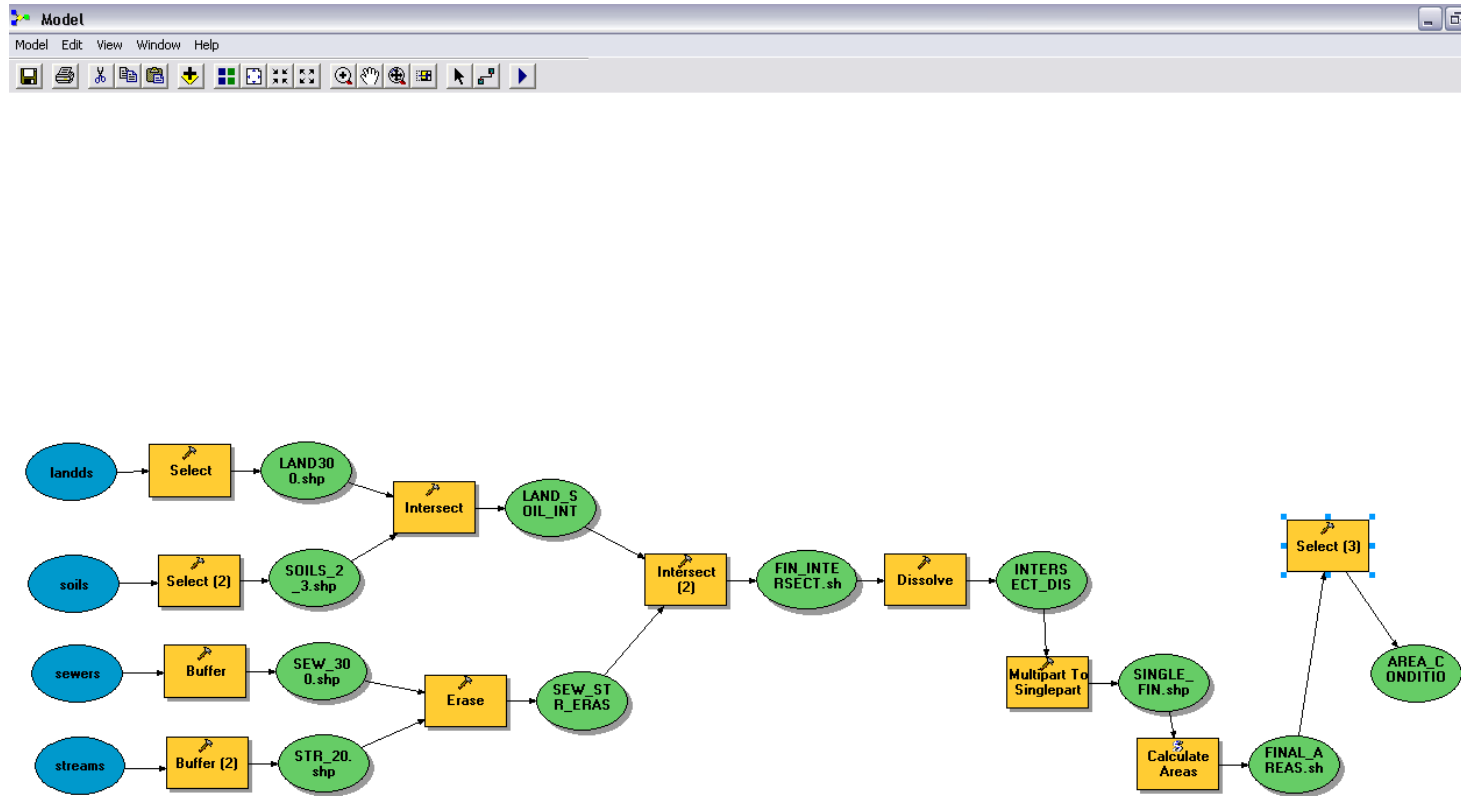 Model
Model Edit View Window Help
landds
Select
LAND30
0.shp
Intersect
LAND_S
OIL_INT
soils
Select (2)
SOILS_2
_3.shp
Intersect
(2)
FIN_INTE
RSECT.sh
Dissolve
INTERS
ECT_DIS
Select (3)
sewers
Buffer
SEW_30
0.shp
Erase
SEW_ST
R_ERAS
Multipart To
Singlepart
SINGLE_
FIN.shp
AREA_C
ONDITIO
streams
Buffer (2)
STR_20.
shp
Calculate
Areas
FINAL_A
REAS.sh